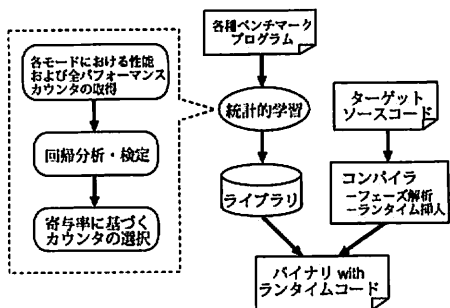 各モードにおける性能
および全パフォーマンス
カウンタの取得
回帰分析・検定
寄与率に基づく
カウンタの選択
各種ベンチマーク
プログラム
統計的学習
ライブラリ
ターゲット
ソースコード
コンパイラ
ーフェーズ解析
ーランタイム挿入
バイナリ with
ランタイムコード